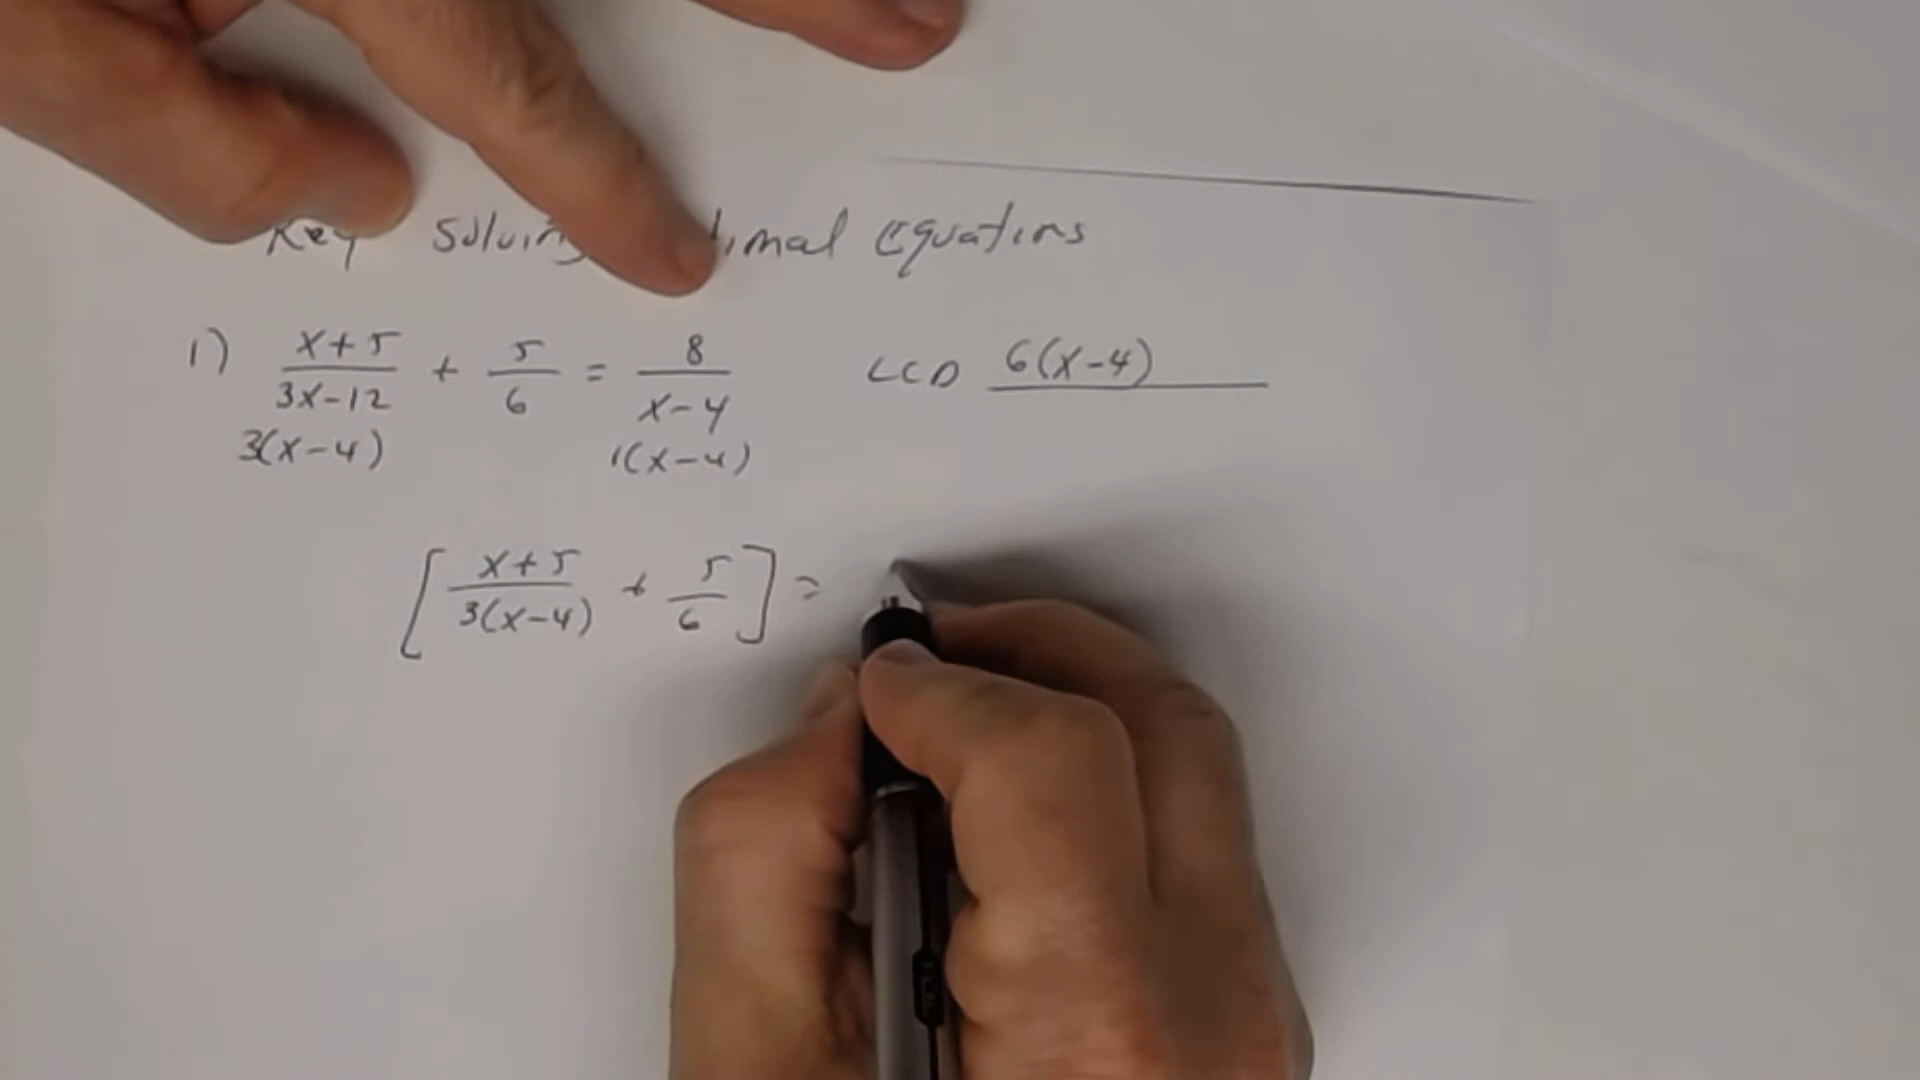 Key Solving Equations
1) x+5/3x-12 + 5/6 = 8/x-4 LCD 6(x-4)
3(x-4) 1(x-4)
[x+5/3(x-4) + 5/6] =